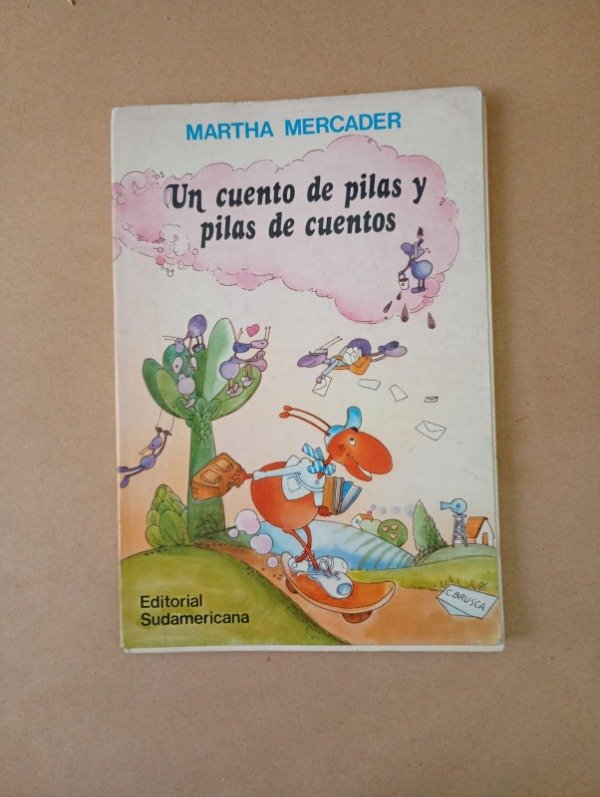 MARTHA MERCADER
Un cuento de pilas y
pilas de cuentos
C. BRUSCA
Editorial
Sudamericana